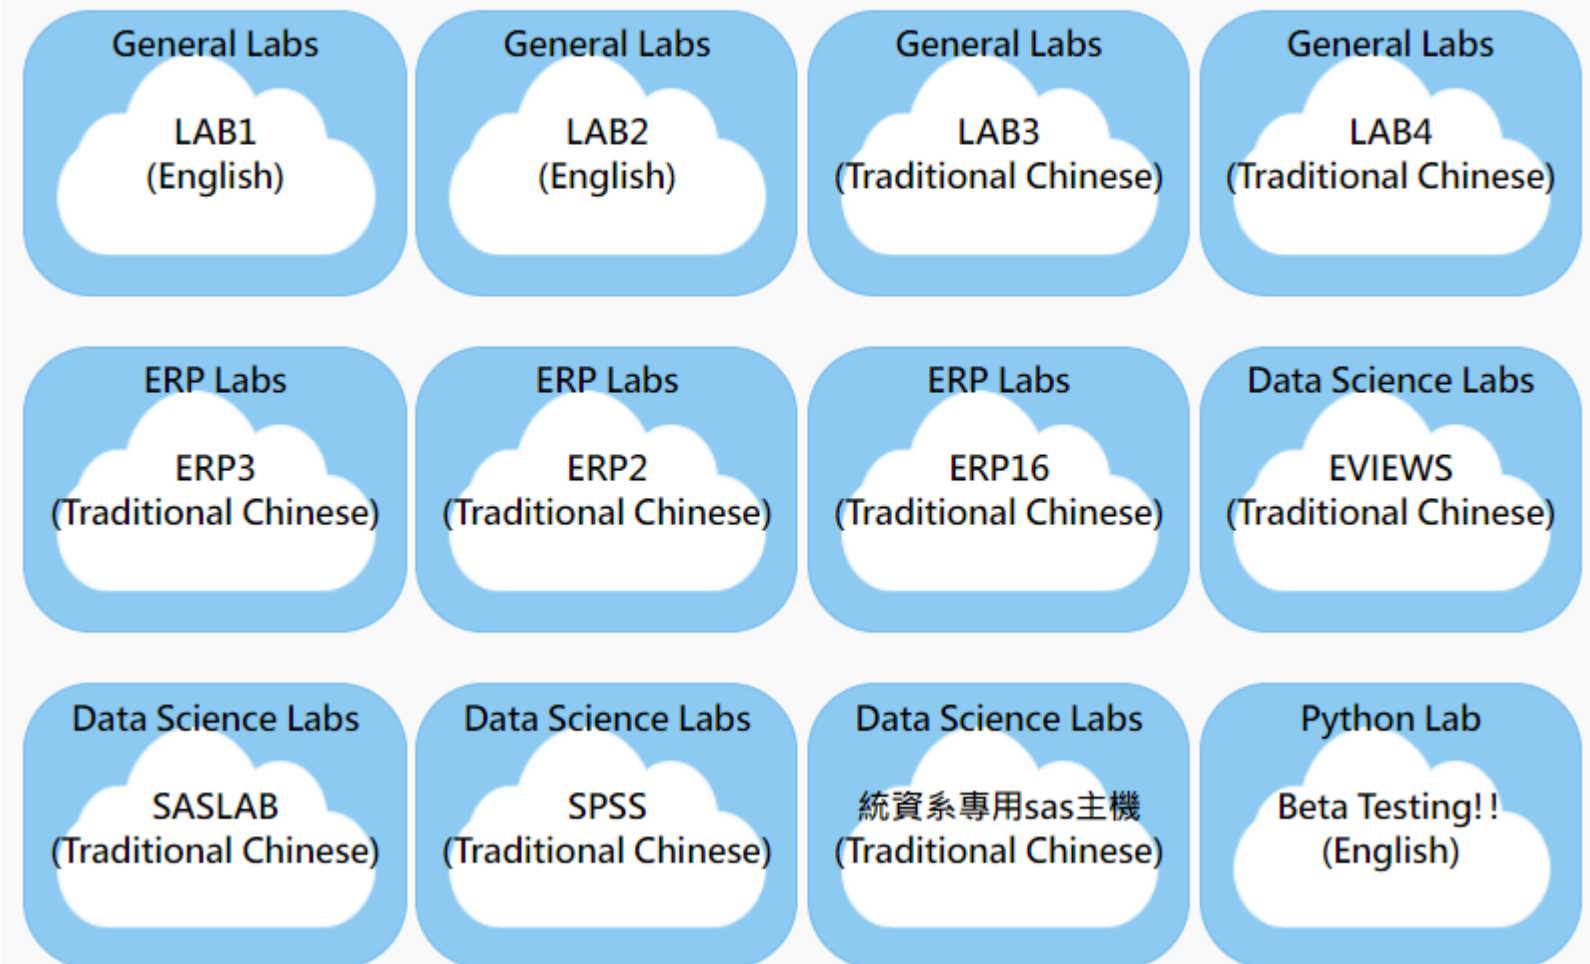 General Labs
LAB1
(English)
General Labs
LAB2
(English)
General Labs
LAB3
(Traditional Chinese)
General Labs
LAB4
(Traditional Chinese)
ERP Labs
ERP3
(Traditional Chinese)
ERP Labs
ERP2
(Traditional Chinese)
ERP Labs
ERP16
(Traditional Chinese)
Data Science Labs
EVIEWS
(Traditional Chinese)
Data Science Labs
SASLAB
(Traditional Chinese)
Data Science Labs
SPSS
(Traditional Chinese)
Data Science Labs
統資系專用sas主機
(Traditional Chinese)
Python Lab
Beta Testing!!
(English)